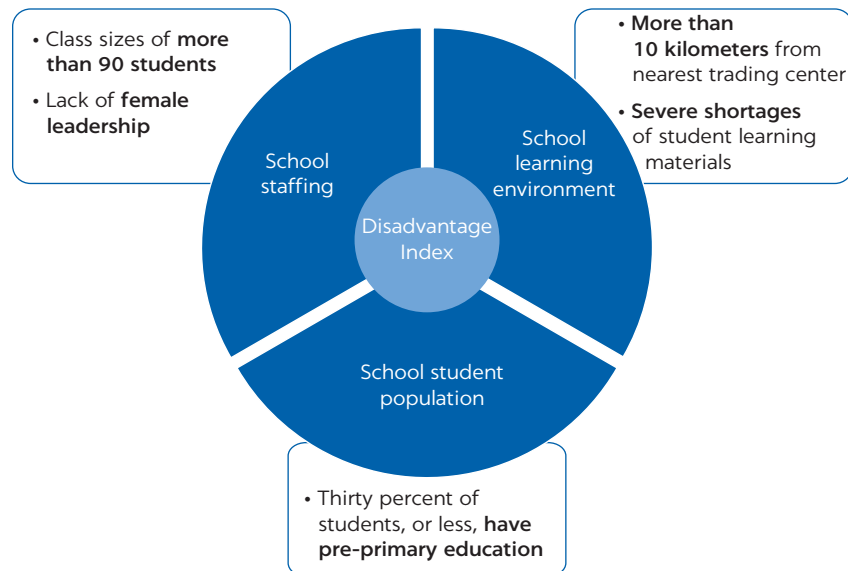 • Class sizes of more
than 90 students
• Lack of female
leadership
• More than
10 kilometers from
nearest trading center
• Severe shortages
of student learning
materials
School
staffing
School
learning
environment
Disadvantage
Index
School student
population
• Thirty percent of
students, or less, have
pre-primary education